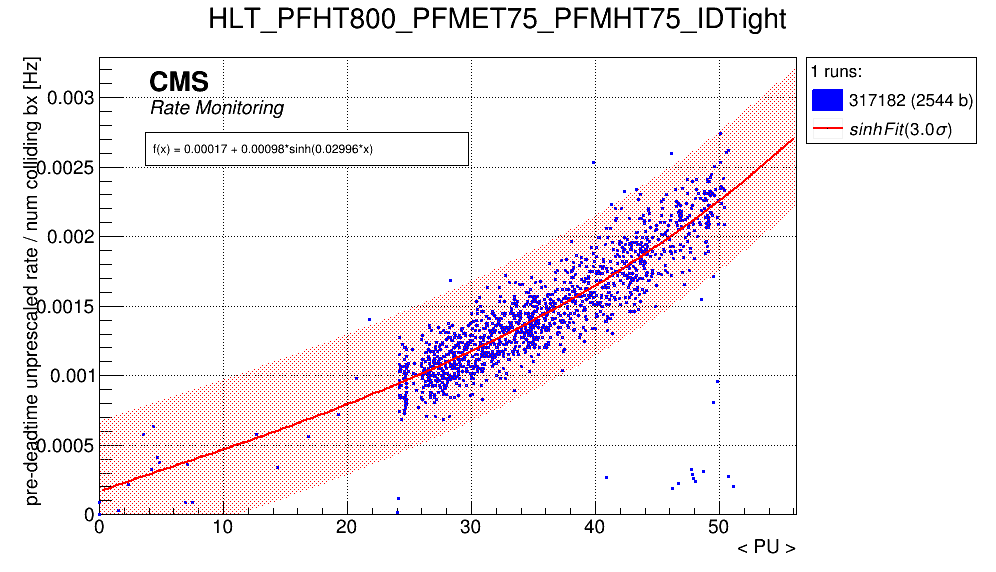 HLT_PFHT800_PFMET75_PFMHT75_IDTight
pre-deadtime unprescaled rate / num colliding bx [Hz]
CMS
Rate Monitoring
f(x) = 0.00017 + 0.00098*sinh(0.02996*x)
1 runs:
317182 (2544 b)
sinhFit(3.0σ)
0.003
0.0025
0.002
0.0015
0.001
0.0005
0
0 10 20 30 40 50
< PU >